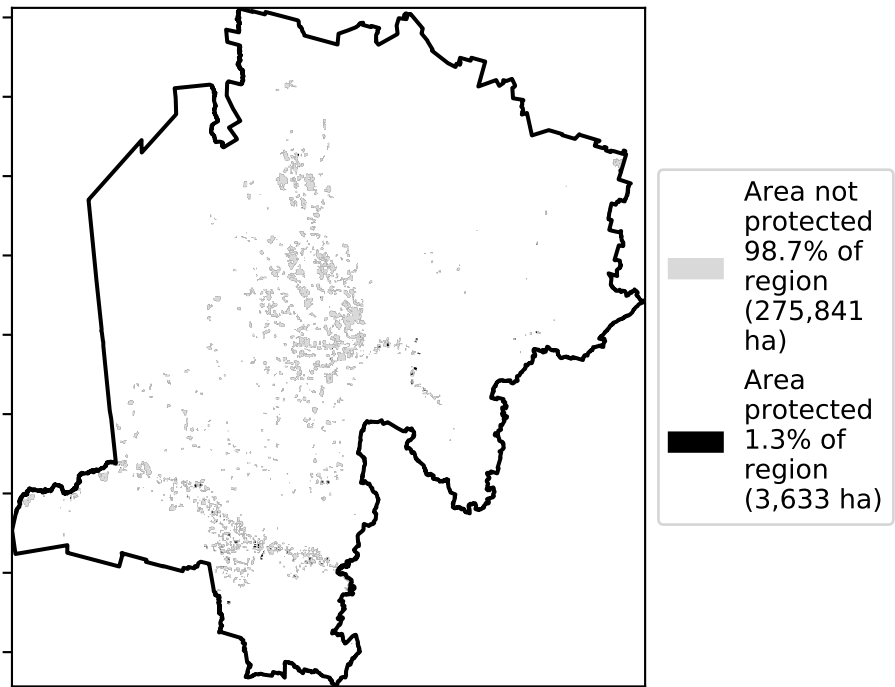 Area not
protected
98.7% of
region
(275,841
ha)
Area
protected
1.3% of
region
(3,633 ha)